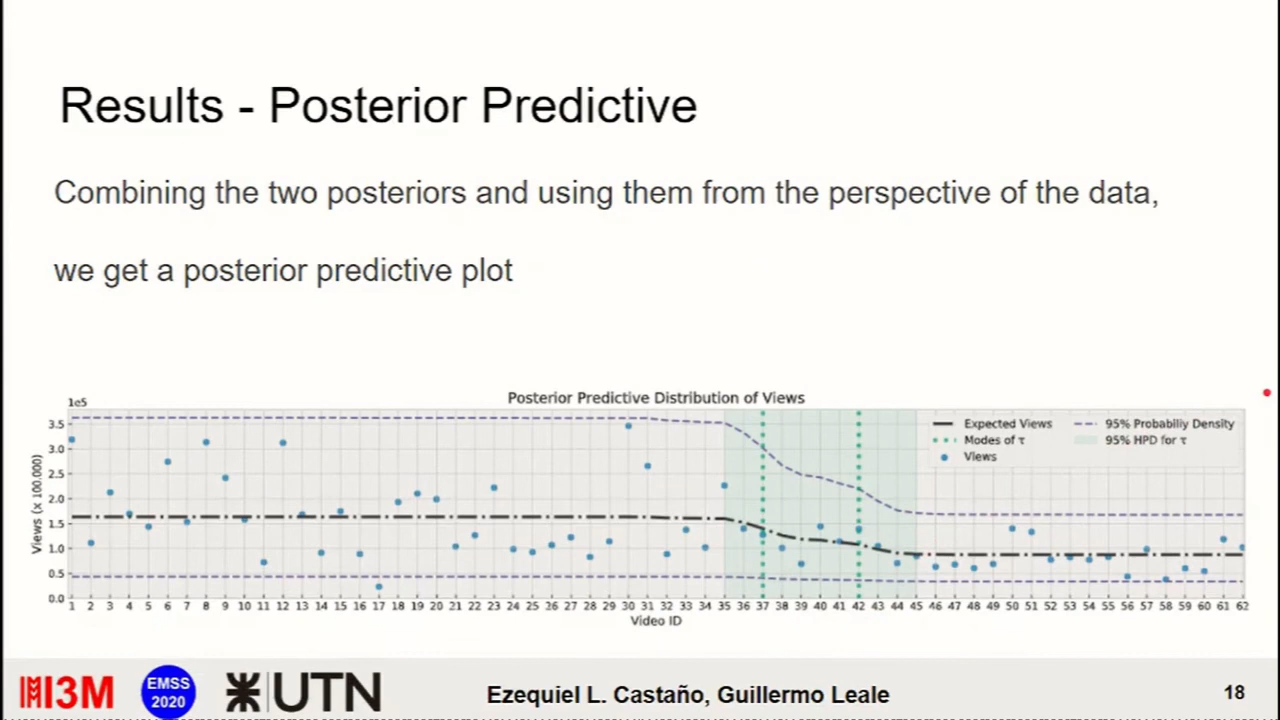 Results - Posterior Predictive
Combining the two posteriors and using them from the perspective of the data,
we get a posterior predictive plot
Posterior Predictive Distribution of Views
1e5
3.5
3.0
2.5
2.0
1.5
1.0
0.5
0.0
Views (x 100.000)
Expected Views
Modes of τ
Views
95% Probabiliy Density
95% HPD for τ
1 2 3 4 5 6 7 8 9 10 11 12 13 14 15 16 17 18 19 20 21 22 23 24 25 26 27 28 29 30 31 32 33 34 35 36 37 38 39 40 41 42 43 44 45 46 47 48 49 50 51 52 53 54 55 56 57 58 59 60 61 62
Video ID
I3M
EMSS
2020
UTN
Ezequiel L. Castaño, Guillermo Leale
18